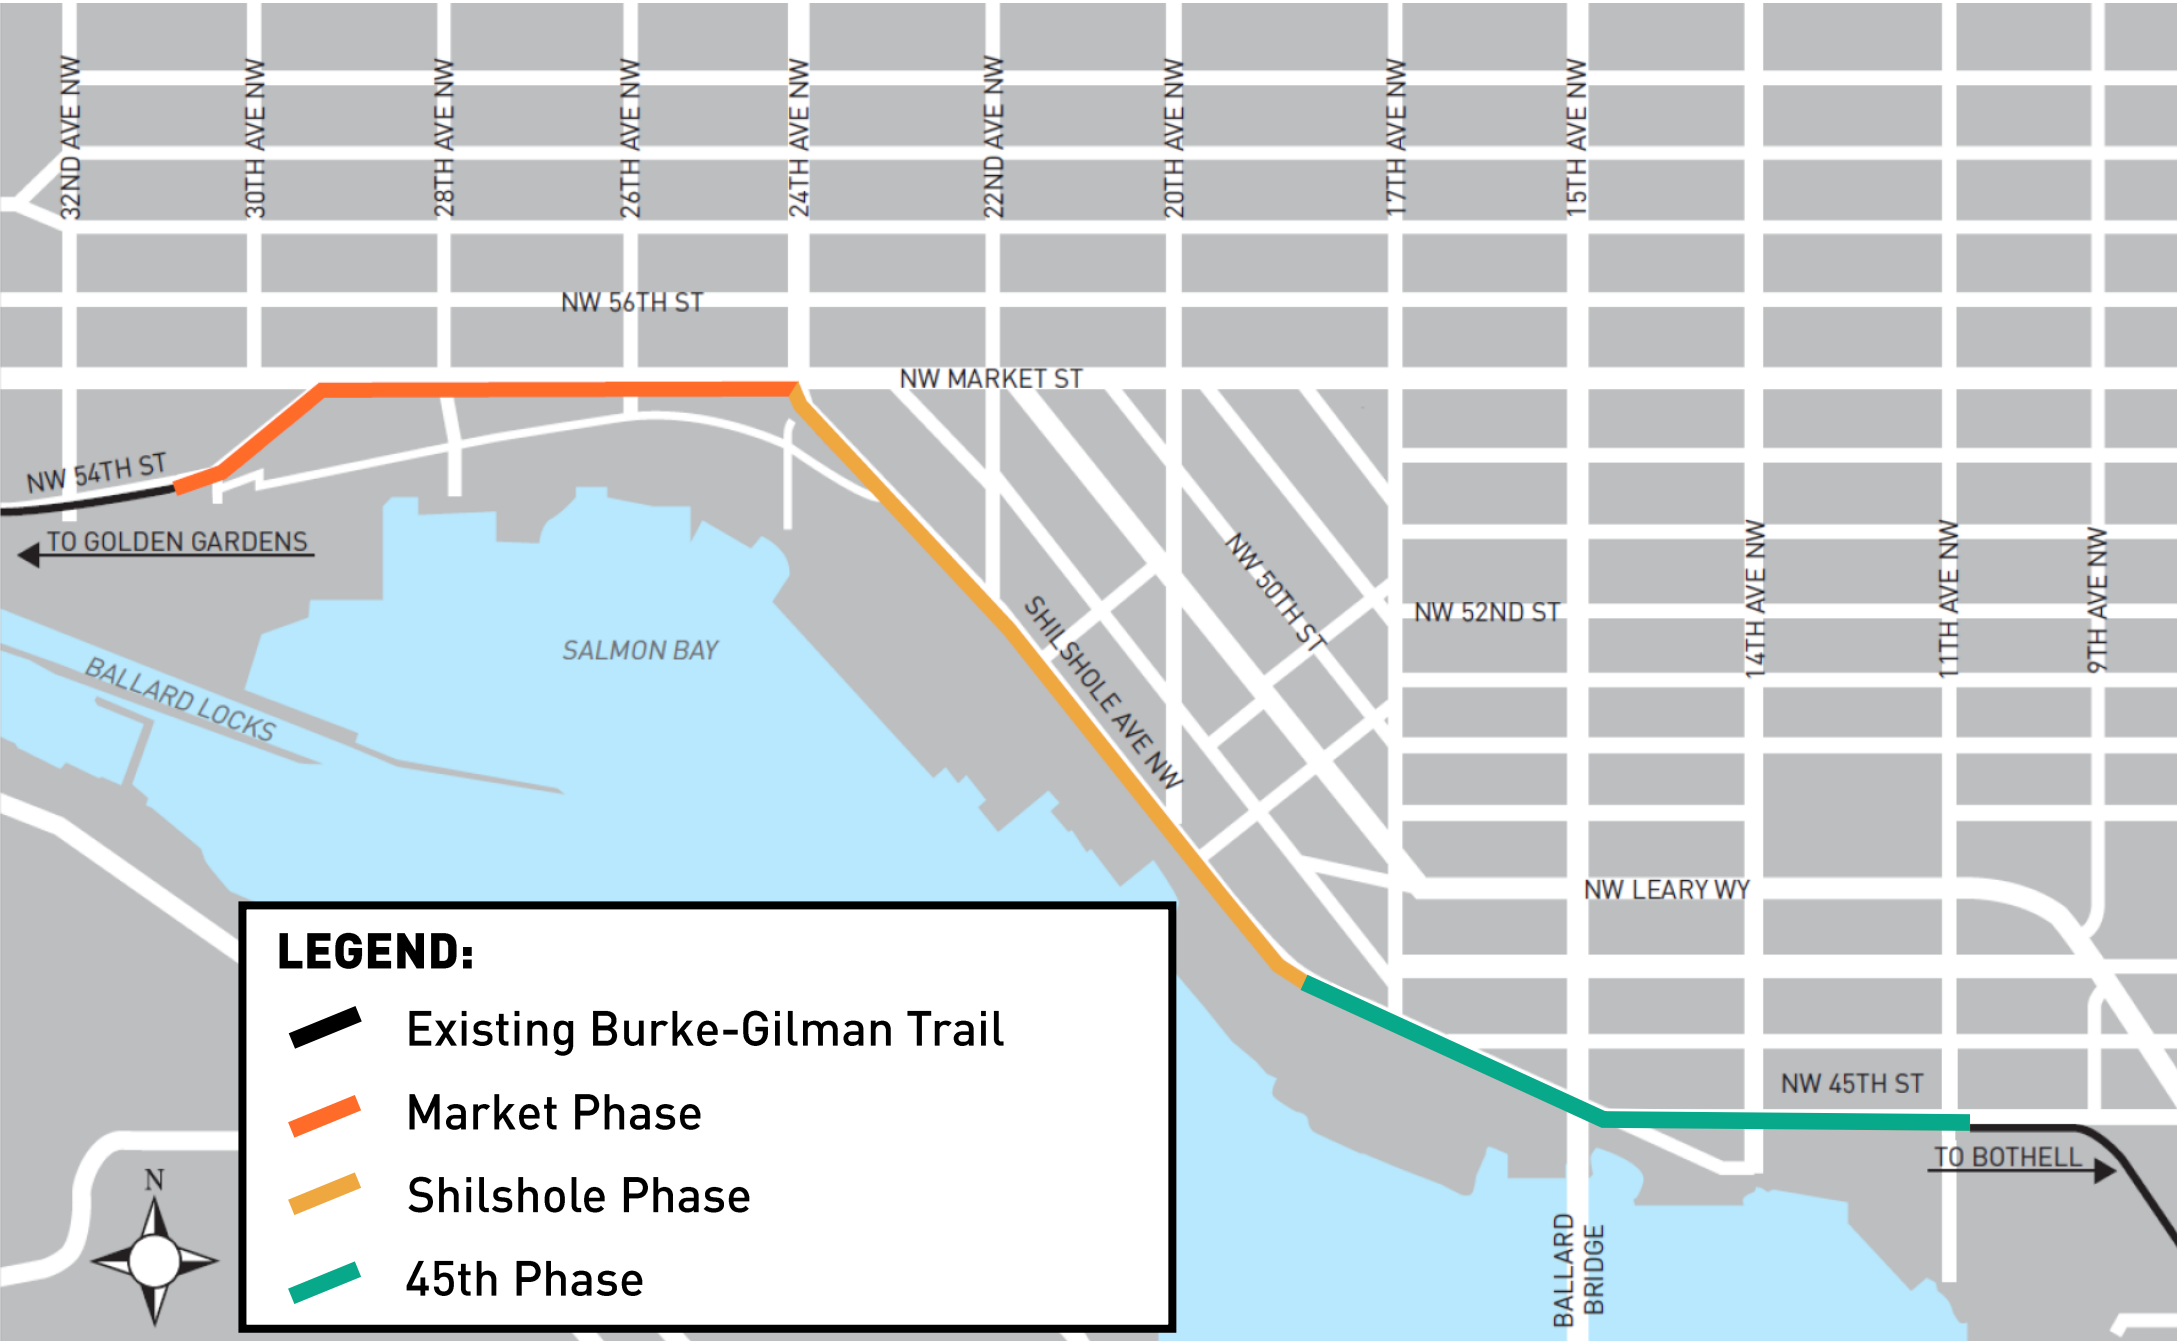 32ND AVE NW
30TH AVE NW
28TH AVE NW
26TH AVE NW
24TH AVE NW
22ND AVE NW
20TH AVE NW
17TH AVE NW
15TH AVE NW
NW 56TH ST
NW MARKET ST
NW 54TH ST
TO GOLDEN GARDENS
NW 50TH ST
NW 52ND ST
14TH AVE NW
11TH AVE NW
9TH AVE NW
SHILSHOLE AVE NW
SALMON BAY
BALLARD LOCKS
NW LEARY WY
NW 45TH ST
TO BOTHELL
BALLARD
BRIDGE
LEGEND:
Existing Burke-Gilman Trail
Market Phase
Shilshole Phase
45th Phase
N